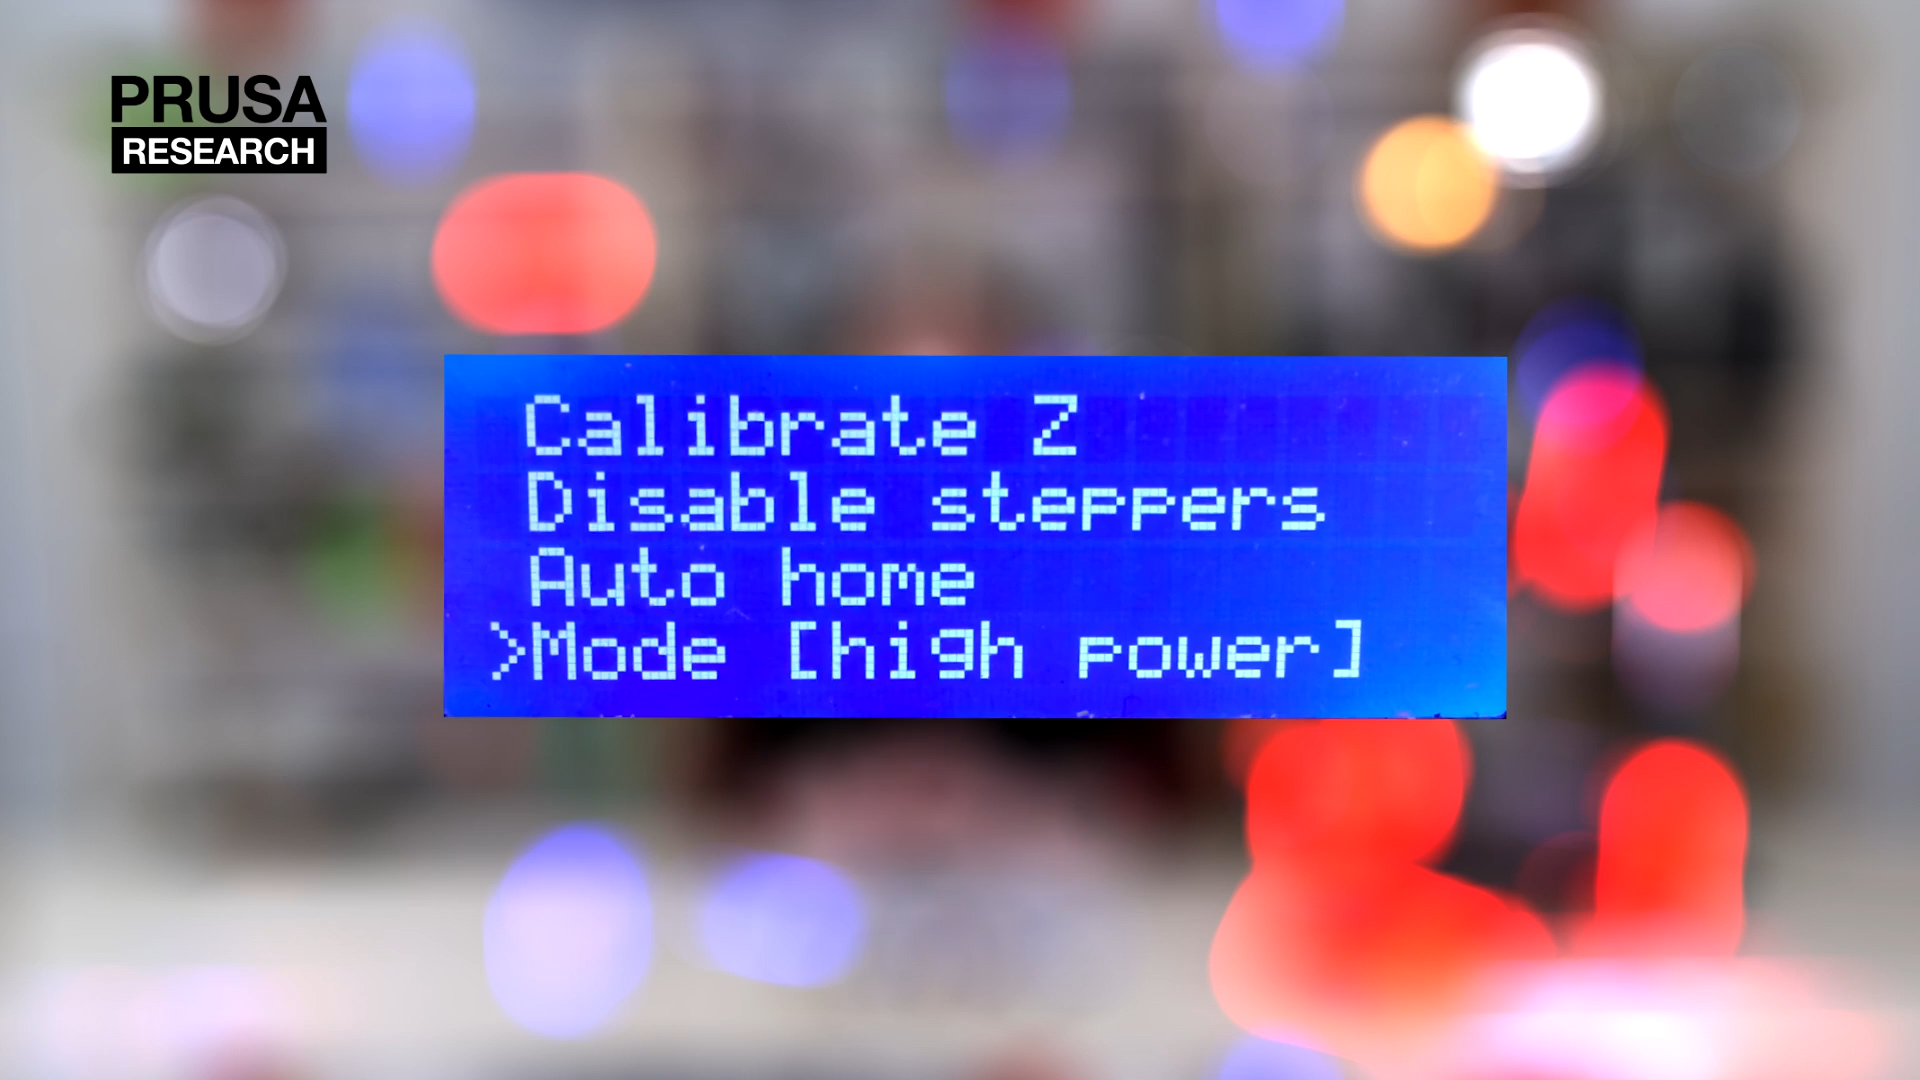 PRUSA
RESEARCH
Calibrate Z
Disable steppers
Auto home
>Mode [high power]